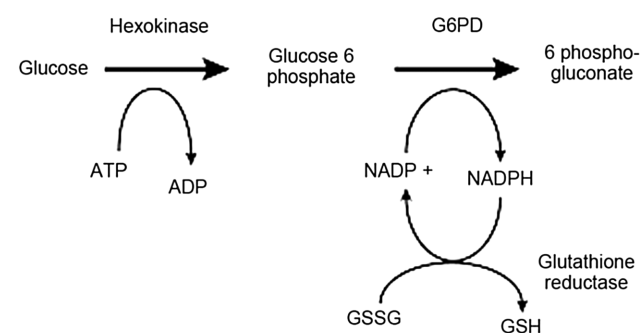 Hexokinase
G6PD
Glucose
Glucose 6
phosphate
6 phospho-
gluconate
ATP
ADP
NADP +
NADPH
Glutathione
reductase
GSSG
GSH